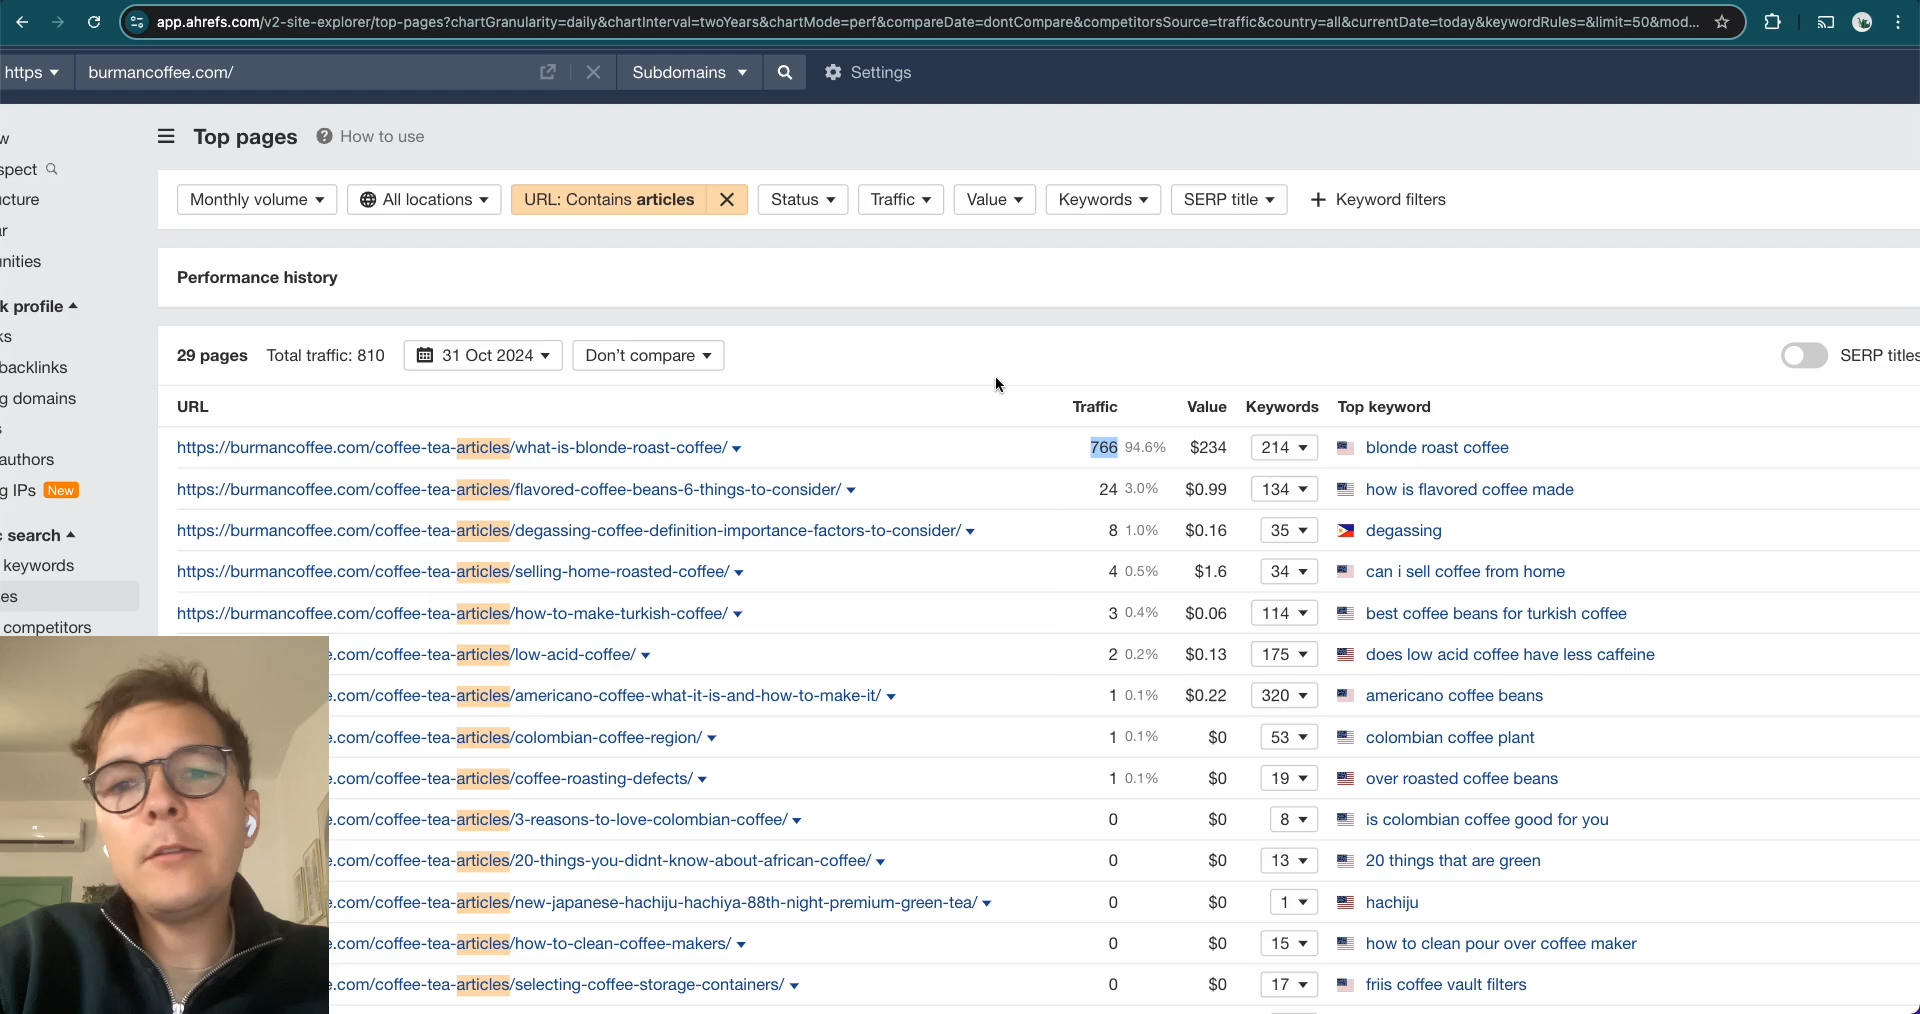 app.ahrefs.com/v2-site-explorer/top-pages?chartGranularity=daily&chartInterval=twoYears&chartMode=perf&compareDate=dontCompare&competitorsSource=traffic&country=all&currentDate=today&keywordRules=&limit=50&mod...
https burmancoffee.com/ Subdomains Settings
Top pages ? How to use
Monthly volume All locations URL: Contains articles Status Traffic Value Keywords SERP title + Keyword filters
Performance history
29 pages Total traffic: 810 31 Oct 2024 Don't compare SERP titles
w
spect
ucture
ar
unities
k profile
ks
backlinks
g domains
s
authors
g IPs New
c search
keywords
es
competitors
URL Traffic Value Keywords Top keyword
https://burmancoffee.com/coffee-tea-articles/what-is-blonde-roast-coffee/ 766 94.6% $234 214 blonde roast coffee
https://burmancoffee.com/coffee-tea-articles/flavored-coffee-beans-6-things-to-consider/ 24 3.0% $0.99 134 how is flavored coffee made
https://burmancoffee.com/coffee-tea-articles/degassing-coffee-definition-importance-factors-to-consider/ 8 1.0% $0.16 35 degassing
https://burmancoffee.com/coffee-tea-articles/selling-home-roasted-coffee/ 4 0.5% $1.6 34 can i sell coffee from home
https://burmancoffee.com/coffee-tea-articles/how-to-make-turkish-coffee/ 3 0.4% $0.06 114 best coffee beans for turkish coffee
e.com/coffee-tea-articles/low-acid-coffee/ 2 0.2% $0.13 175 does low acid coffee have less caffeine
e.com/coffee-tea-articles/americano-coffee-what-it-is-and-how-to-make-it/ 1 0.1% $0.22 320 americano coffee beans
e.com/coffee-tea-articles/colombian-coffee-region/ 1 0.1% $0 53 colombian coffee plant
e.com/coffee-tea-articles/coffee-roasting-defects/ 1 0.1% $0 19 over roasted coffee beans
e.com/coffee-tea-articles/3-reasons-to-love-colombian-coffee/ 0 $0 8 is colombian coffee good for you
e.com/coffee-tea-articles/20-things-you-didnt-know-about-african-coffee/ 0 $0 13 20 things that are green
e.com/coffee-tea-articles/new-japanese-hachiju-hachiya-88th-night-premium-green-tea/ 0 $0 1 hachiju
e.com/coffee-tea-articles/how-to-clean-coffee-makers/ 0 $0 15 how to clean pour over coffee maker
e.com/coffee-tea-articles/selecting-coffee-storage-containers/ 0 $0 17 friis coffee vault filters